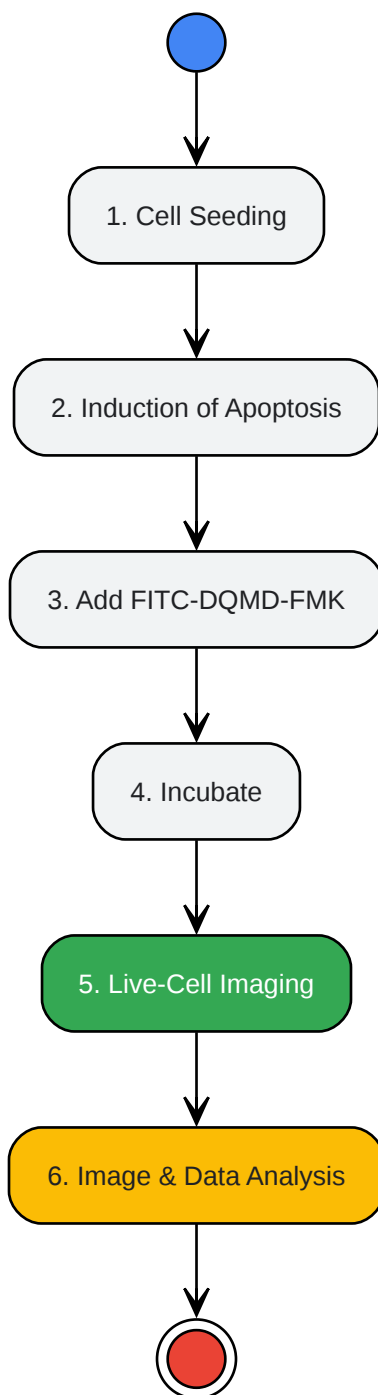 1. Cell Seeding
2. Induction of Apoptosis
3. Add FITC-DQMD-FMK
4. Incubate
5. Live-Cell Imaging
6. Image & Data Analysis